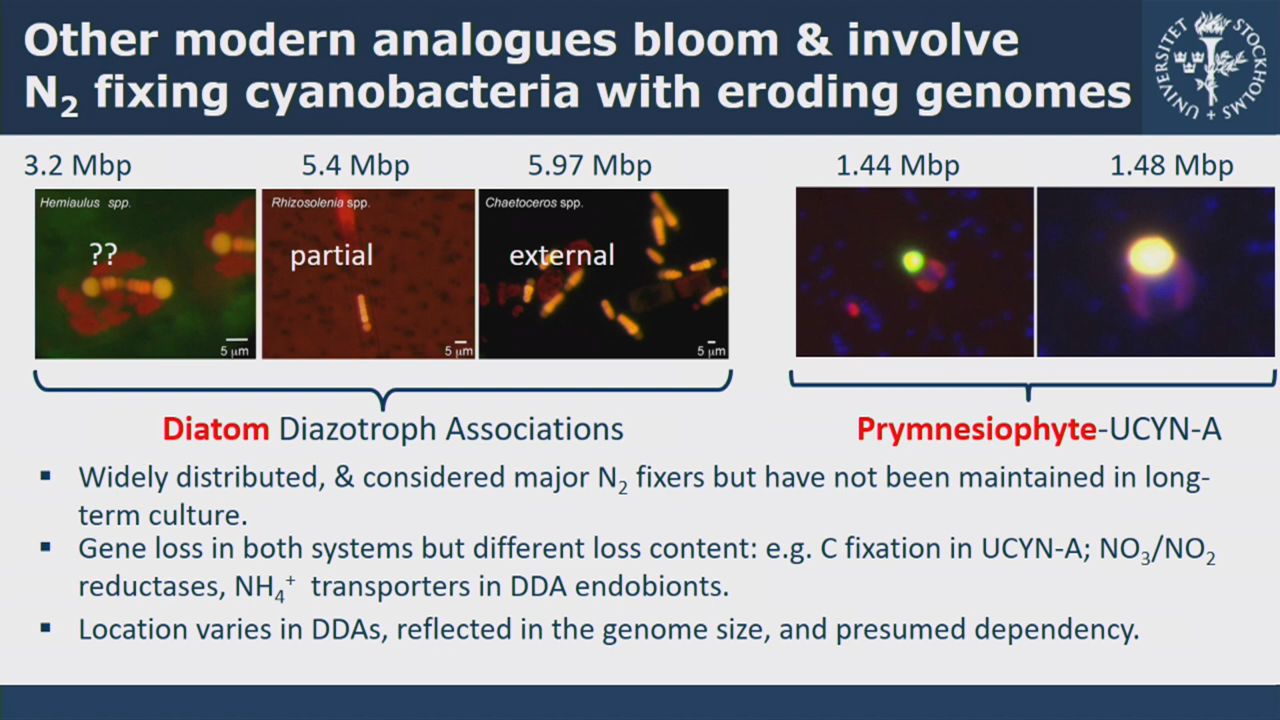 Other modern analogues bloom & involve
N₂ fixing cyanobacteria with eroding genomes
STOCKHOLMS UNIVERSITET
3.2 Mbp 5.4 Mbp 5.97 Mbp 1.44 Mbp 1.48 Mbp
Hemiaulus spp. Rhizosolenia spp. Chaetoceros spp.
?? partial external
5 µm 5 µm 5 µm
Diatom Diazotroph Associations Prymnesiophyte-UCYN-A
▪ Widely distributed, & considered major N₂ fixers but have not been maintained in long-
term culture.
▪ Gene loss in both systems but different loss content: e.g. C fixation in UCYN-A; NO₃/NO₂
reductases, NH₄⁺ transporters in DDA endobionts.
▪ Location varies in DDAs, reflected in the genome size, and presumed dependency.